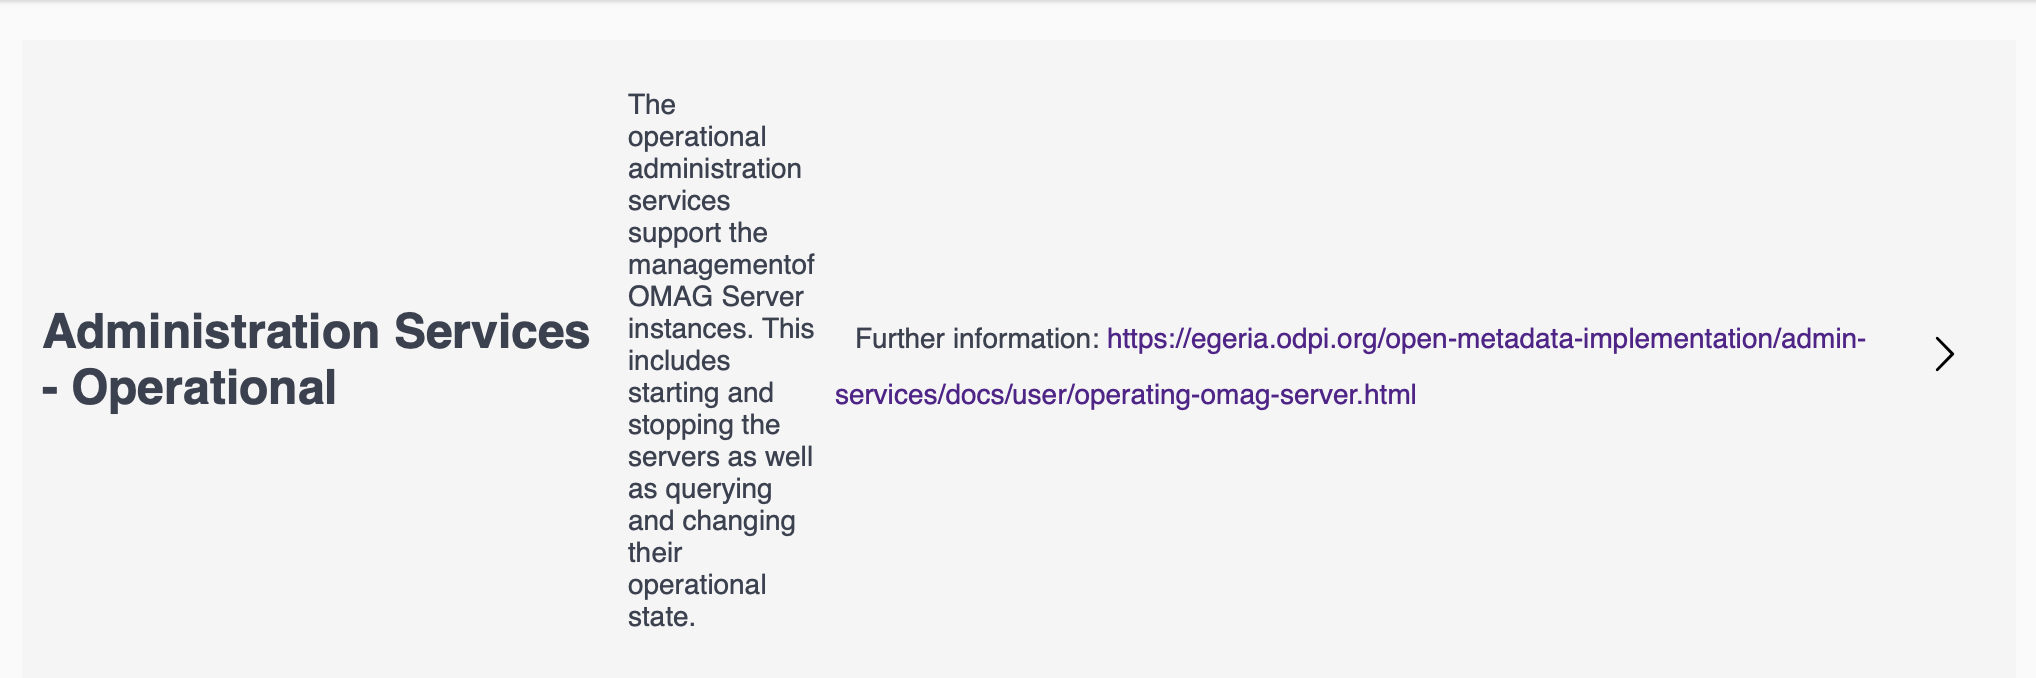 Administration Services
- Operational
The
operational
administration
services
support the
managementof
OMAG Server
instances. This
includes
starting and
stopping the
servers as well
as querying
and changing
their
operational
state.
Further information: https://egeria.odpi.org/open-metadata-implementation/admin-
services/docs/user/operating-omag-server.html